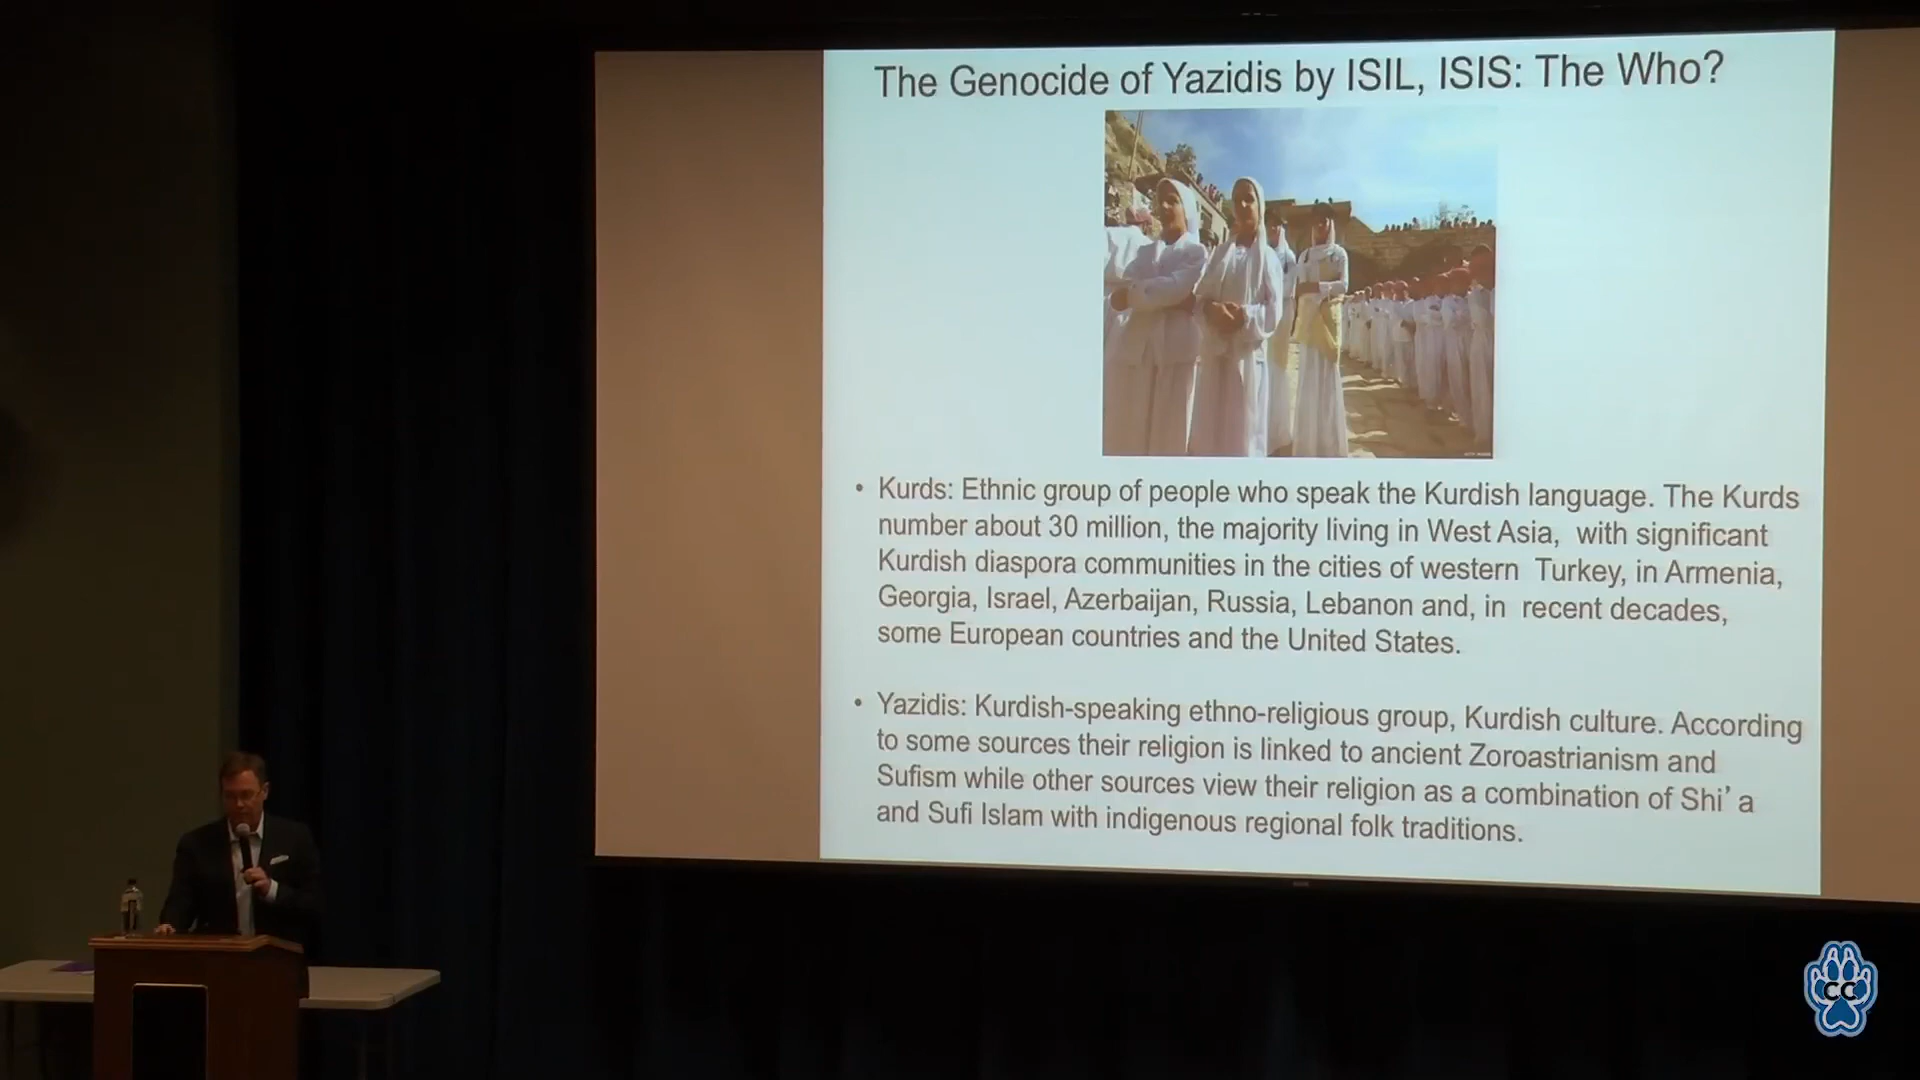 The Genocide of Yazidis by ISIL, ISIS: The Who?
• Kurds: Ethnic group of people who speak the Kurdish language. The Kurds
number about 30 million, the majority living in West Asia, with significant
Kurdish diaspora communities in the cities of western Turkey, in Armenia,
Georgia, Israel, Azerbaijan, Russia, Lebanon and, in recent decades,
some European countries and the United States.
• Yazidis: Kurdish-speaking ethno-religious group, Kurdish culture. According
to some sources their religion is linked to ancient Zoroastrianism and
Sufism while other sources view their religion as a combination of Shi’ a
and Sufi Islam with indigenous regional folk traditions.
CC